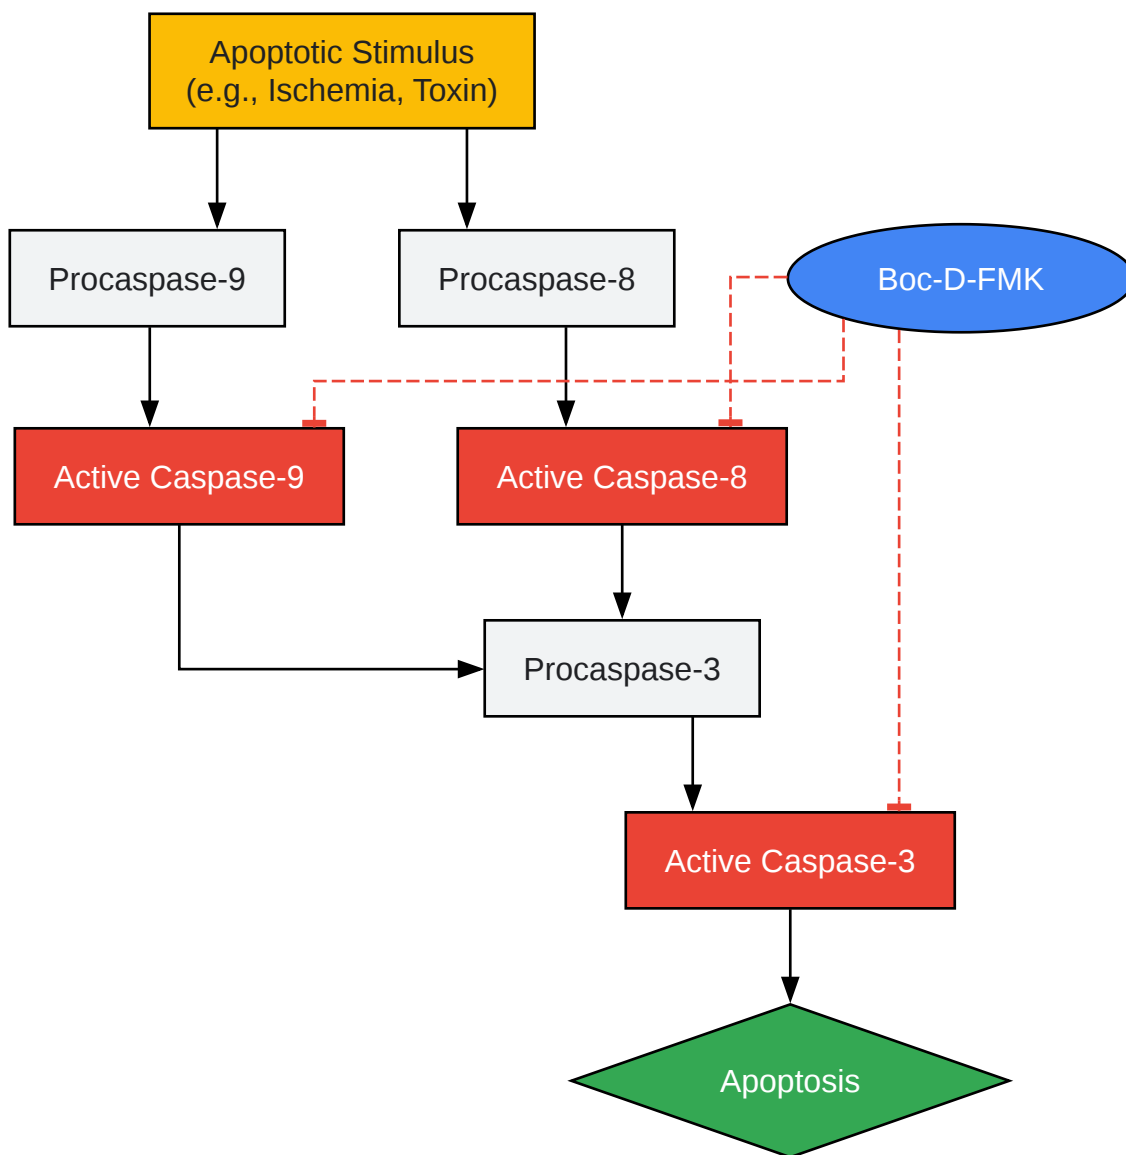 Apoptotic Stimulus
(e.g., Ischemia, Toxin)
Procaspase-9
Procaspase-8
Boc-D-FMK
Active Caspase-9
Active Caspase-8
Procaspase-3
Active Caspase-3
Apoptosis